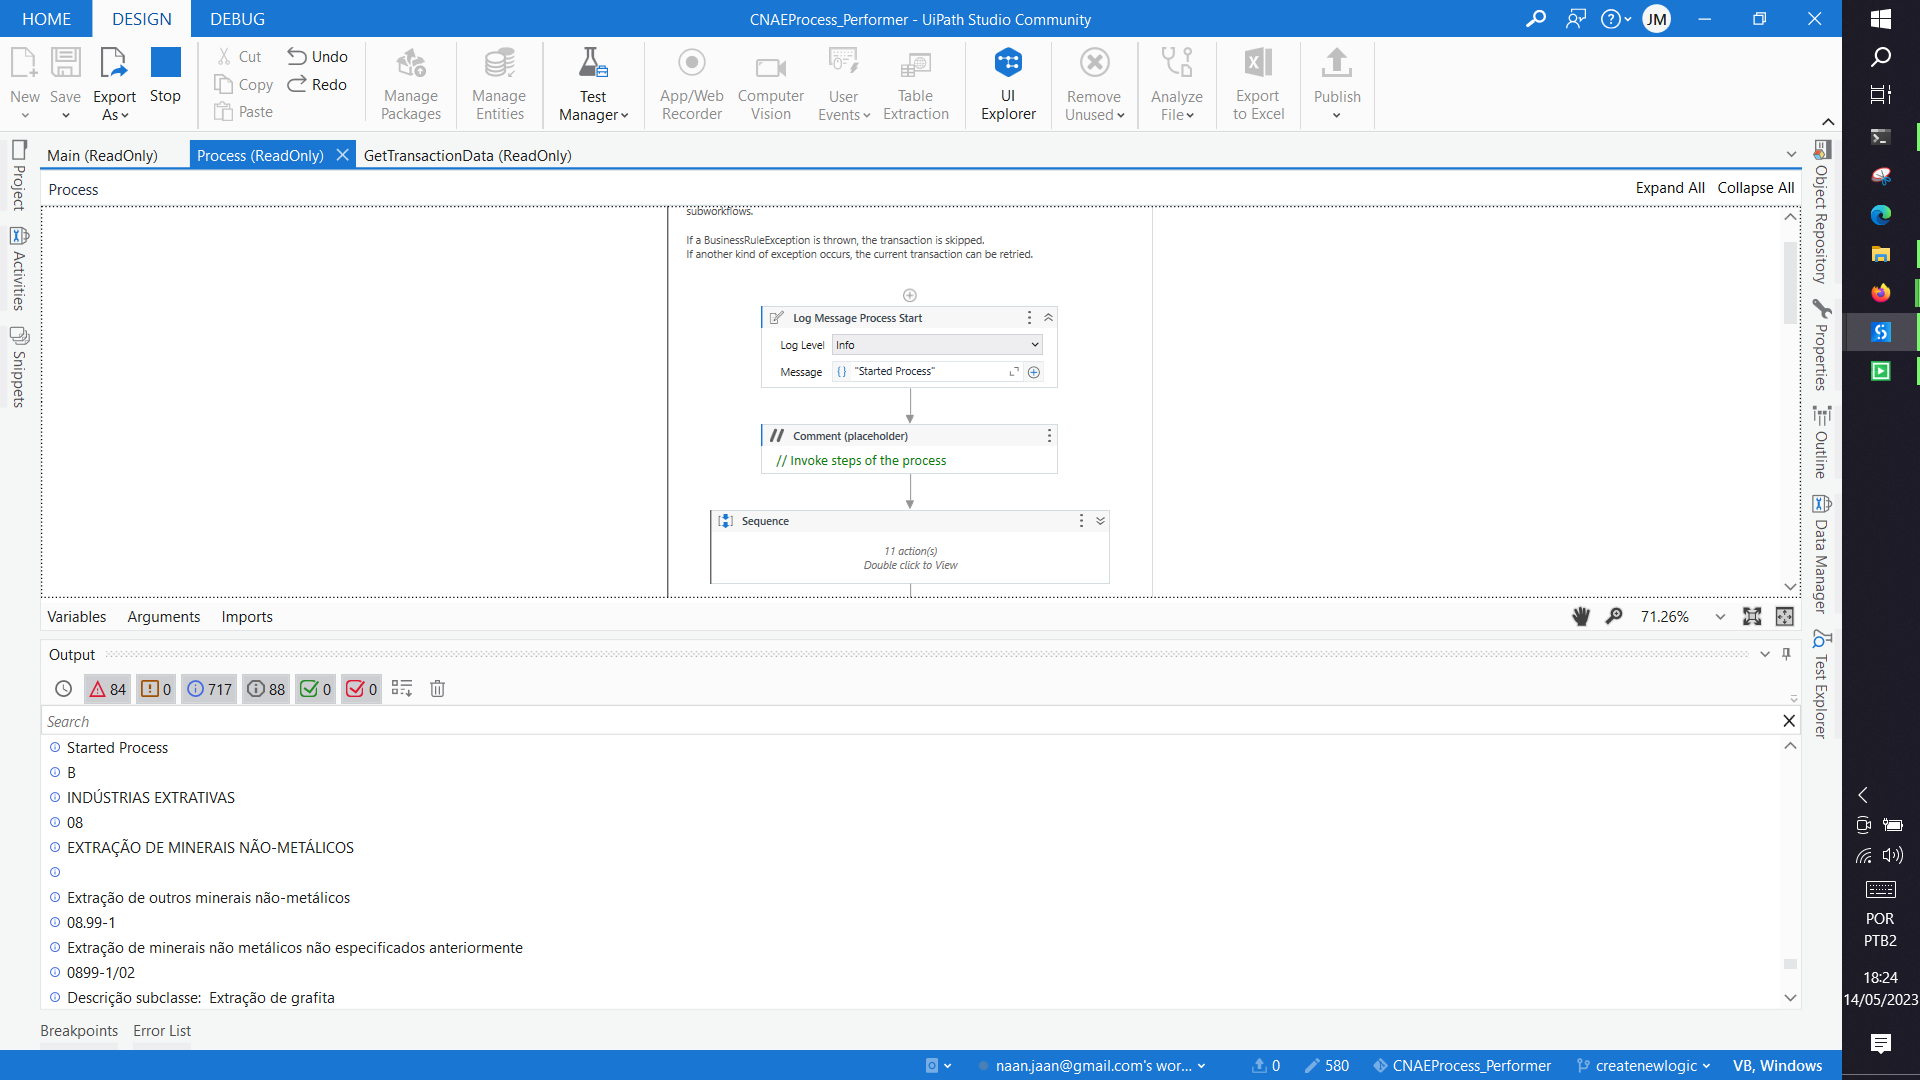 HOME DESIGN DEBUG
CNAEProcess_Performer - UiPath Studio Community
JM
New
Save
Export As
Stop
Cut
Copy
Paste
Undo
Redo
Manage Packages
Manage Entities
Test Manager
App/Web Recorder
Computer Vision
User Events
Table Extraction
UI Explorer
Remove Unused
Analyze File
Export to Excel
Publish
Main (ReadOnly) Process (ReadOnly) GetTransactionData (ReadOnly)
Process
Expand All Collapse All
Project
Activities
Snippets
subworkflows.
If a BusinessRuleException is thrown, the transaction is skipped.
If another kind of exception occurs, the current transaction can be retried.
Log Message Process Start
Log Level Info
Message "Started Process"
Comment (placeholder)
// Invoke steps of the process
Sequence
11 action(s)
Double click to View
Variables Arguments Imports
71.26%
Object Repository
Properties
Outline
Data Manager
Test Explorer
Output
84 0 717 88 0 0
Search
Started Process
B
INDÚSTRIAS EXTRATIVAS
08
EXTRAÇÃO DE MINERAIS NÃO-METÁLICOS
Extração de outros minerais não-metálicos
08.99-1
Extração de minerais não metálicos não especificados anteriormente
0899-1/02
Descrição subclasse: Extração de grafita
Breakpoints Error List
naan.jaan@gmail.com's wor...
0
580
CNAEProcess_Performer
createnewlogic
VB, Windows
POR
PTB2
18:24
14/05/2023